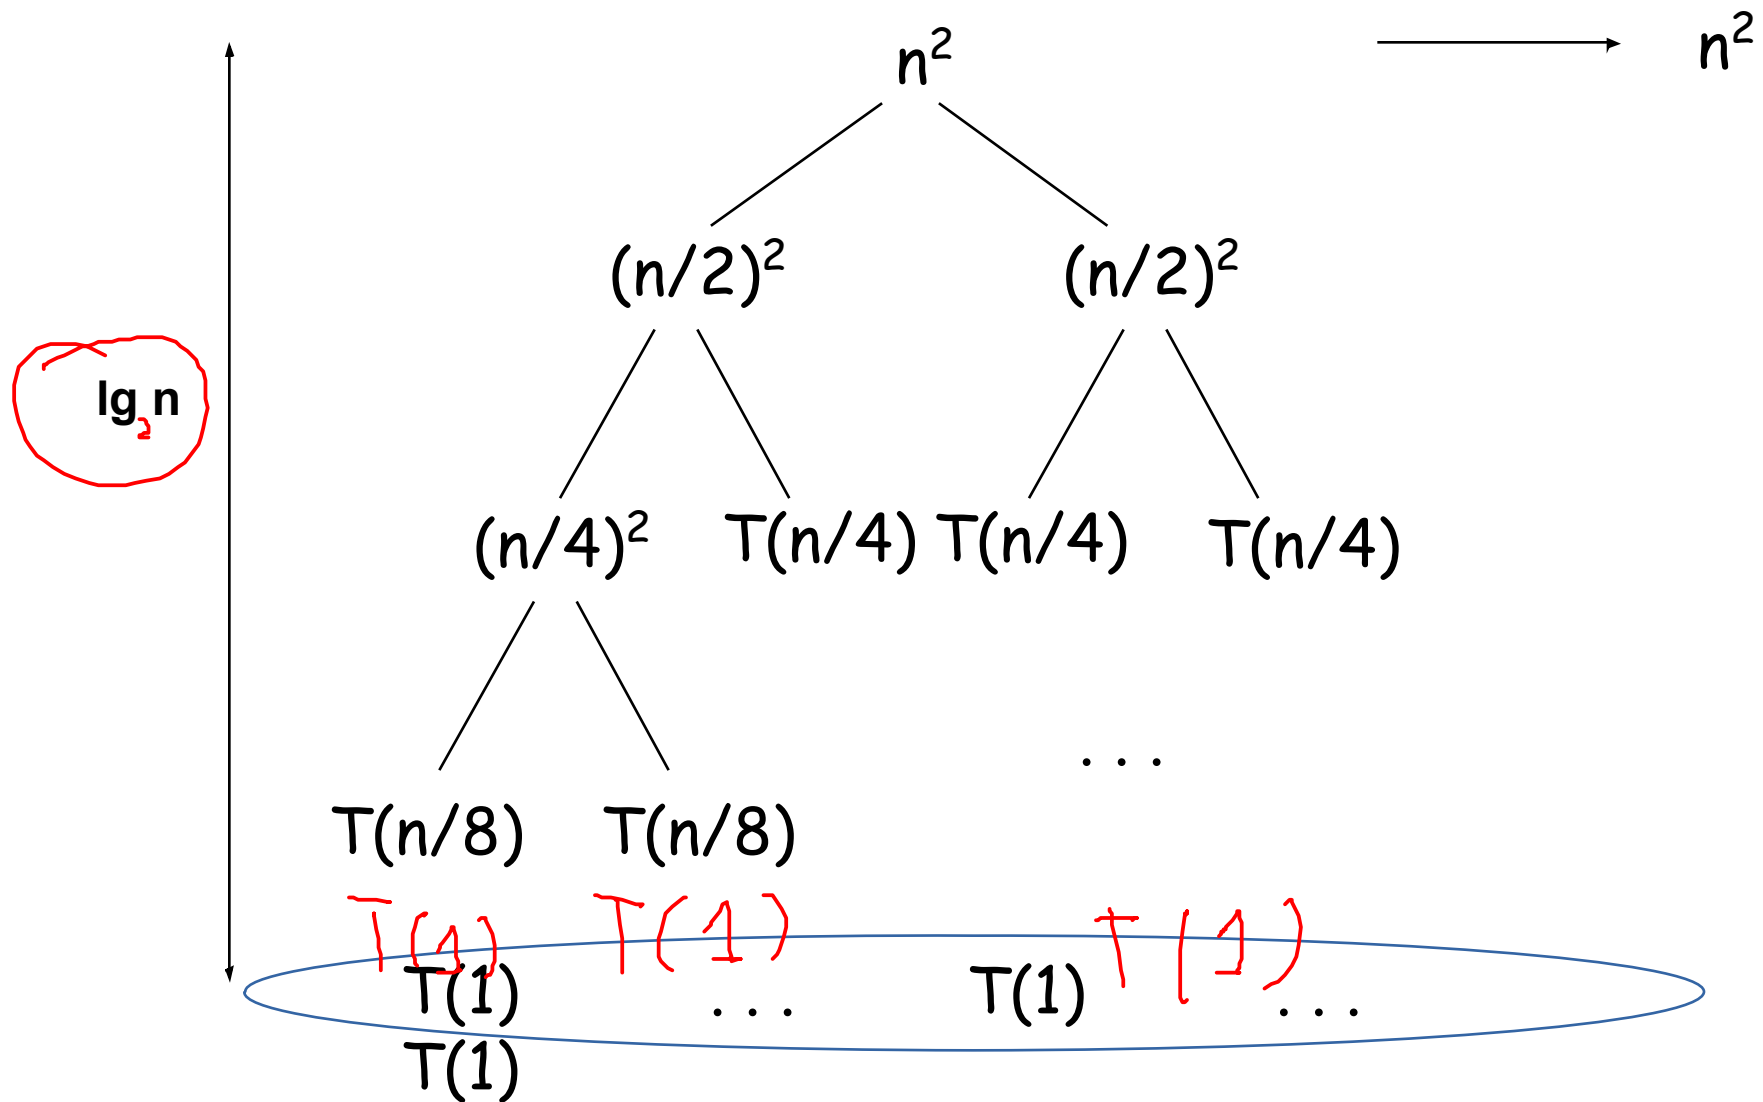 n² n²
(n/2)² (n/2)²
lg₂n
(n/4)² T(n/4) T(n/4) T(n/4)
. . .
T(n/8) T(n/8)
T(1) T(1) T(1)
T(1) . . . T(1) . . .
T(1)